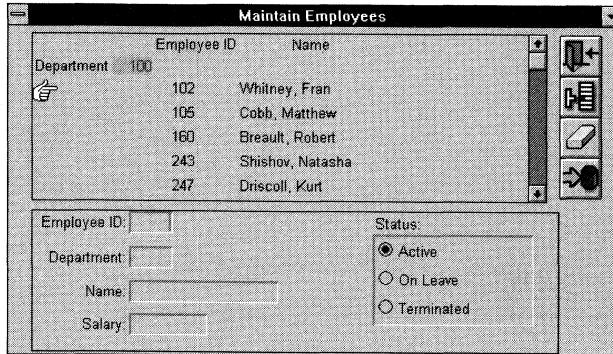 Maintain Employees
Employee ID Name
Department 100
102 Whitney, Fran
105 Cobb, Matthew
160 Breault, Robert
243 Shishov, Natasha
247 Driscoll, Kurt
Employee ID:
Department:
Name:
Salary:
Status:
Active
On Leave
Terminated